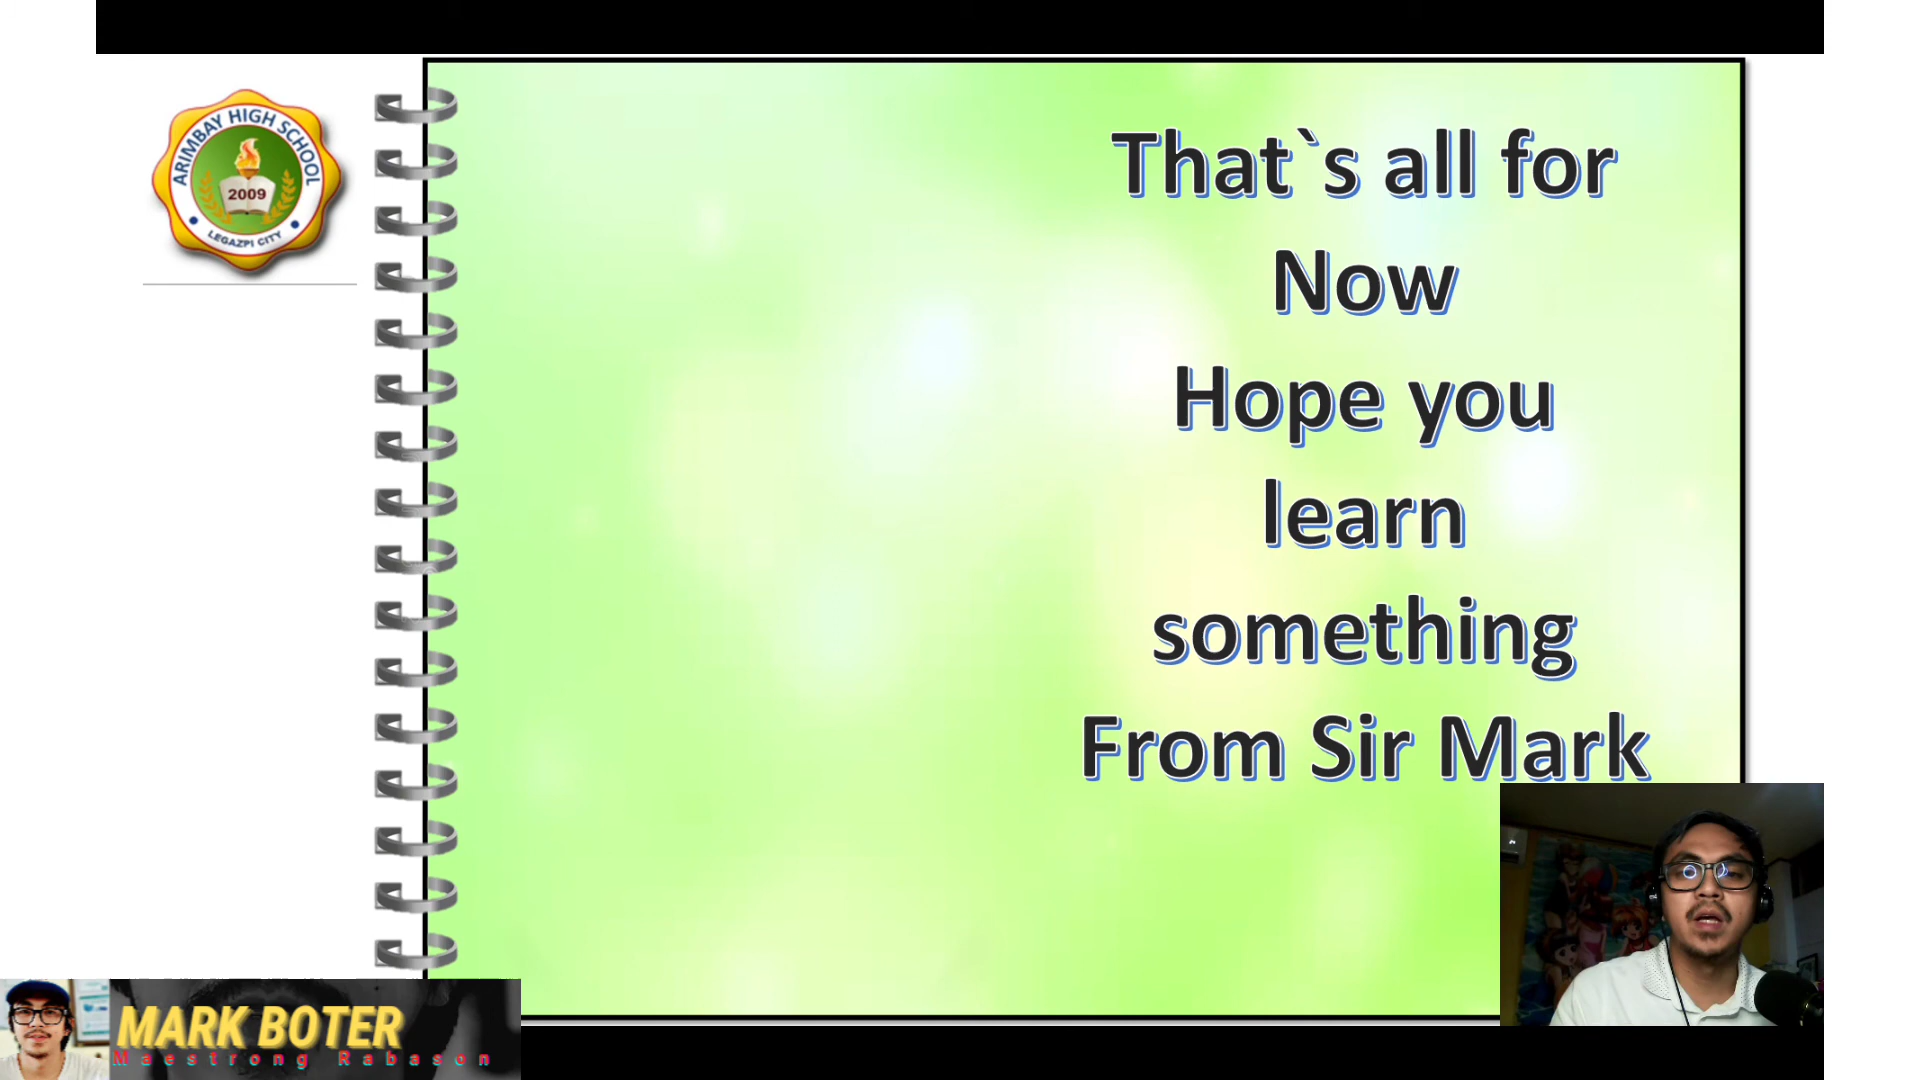 ARIMBAY HIGH SCHOOL
2009
LEGAZPI CITY
That`s all for
Now
Hope you
learn
something
From Sir Mark
MARK BOTER
Maestrong Rabason